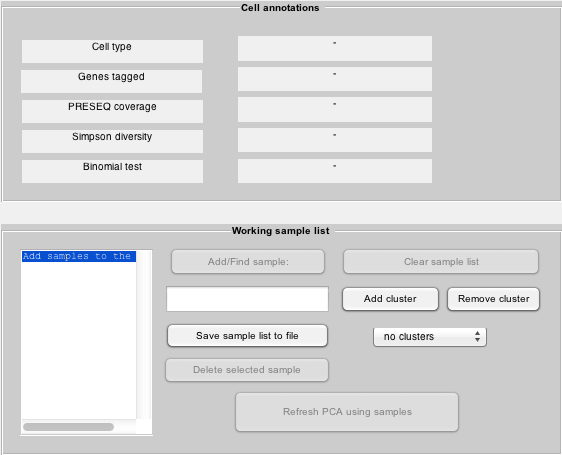 Cell annotations
Cell type
-
Genes tagged
-
PRESEQ coverage
-
Simpson diversity
-
Binomial test
-
Working sample list
Add samples to the
Add/Find sample:
Clear sample list
Add cluster
Remove cluster
Save sample list to file
no clusters
Delete selected sample
Refresh PCA using samples